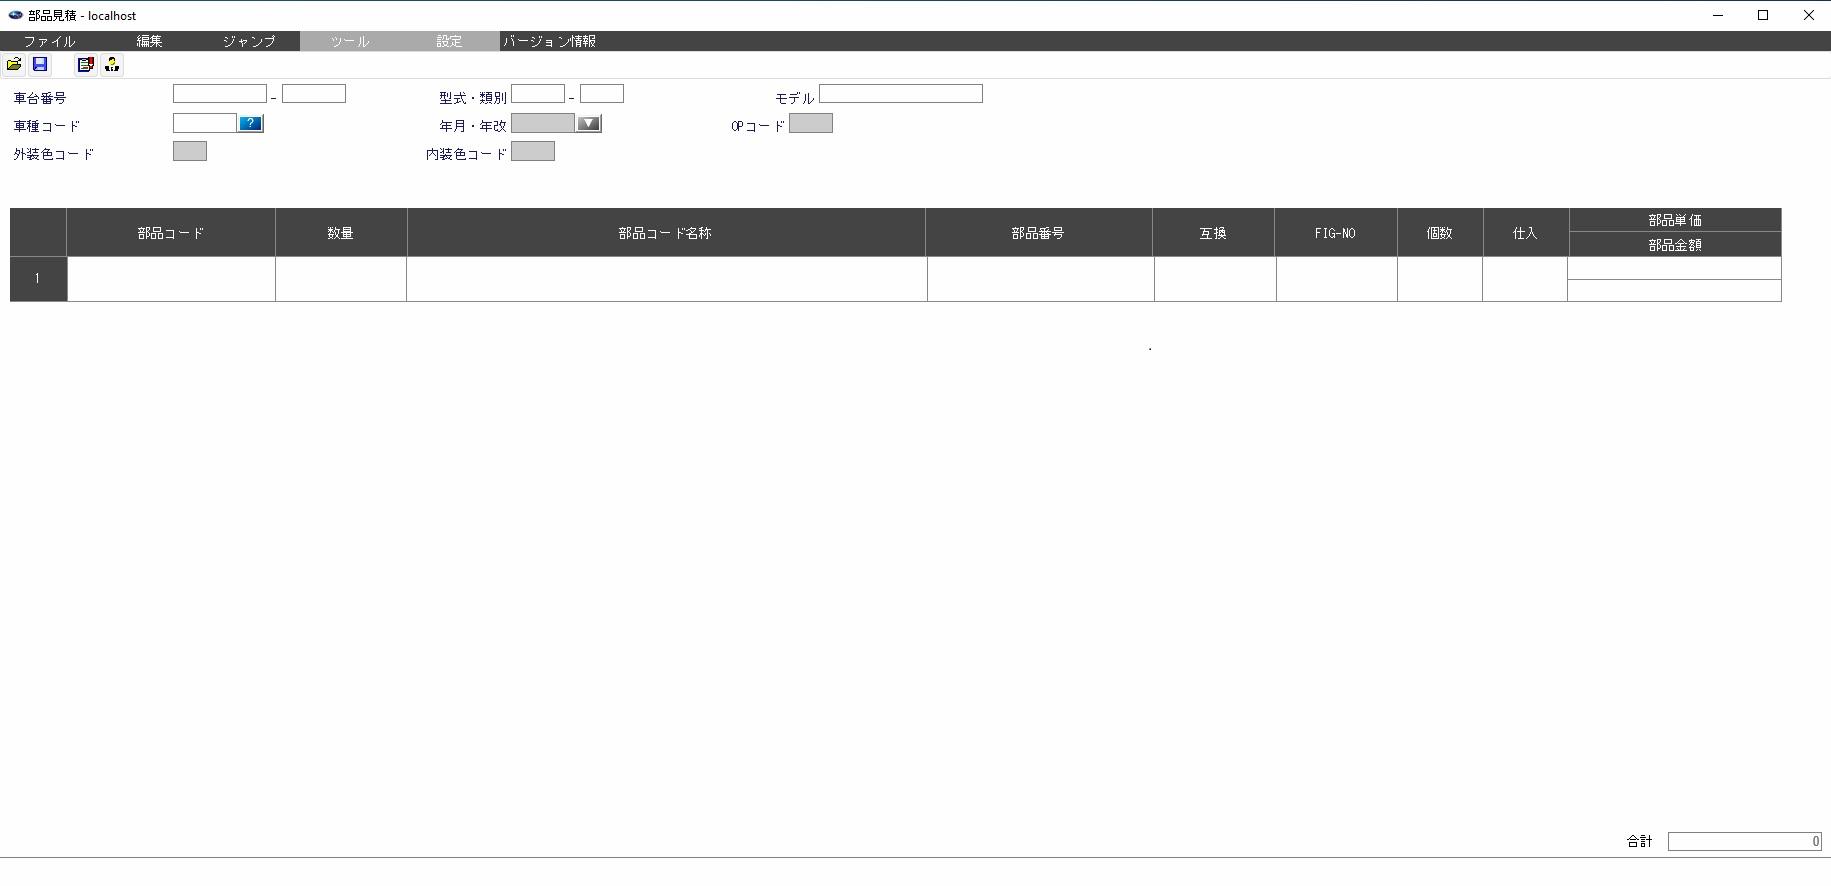 部品見積 - localhost
ファイル 編集 ジャンプ ツール 設定 バージョン情報
車台番号 - 型式・類別 - モデル
車種コード ? 年月・年改 ▼ OPコード
外装色コード 内装色コード
部品コード 数量 部品コード名称 部品番号 互換 FIG-NO 個数 仕入 部品単価
部品金額
1
合計 0